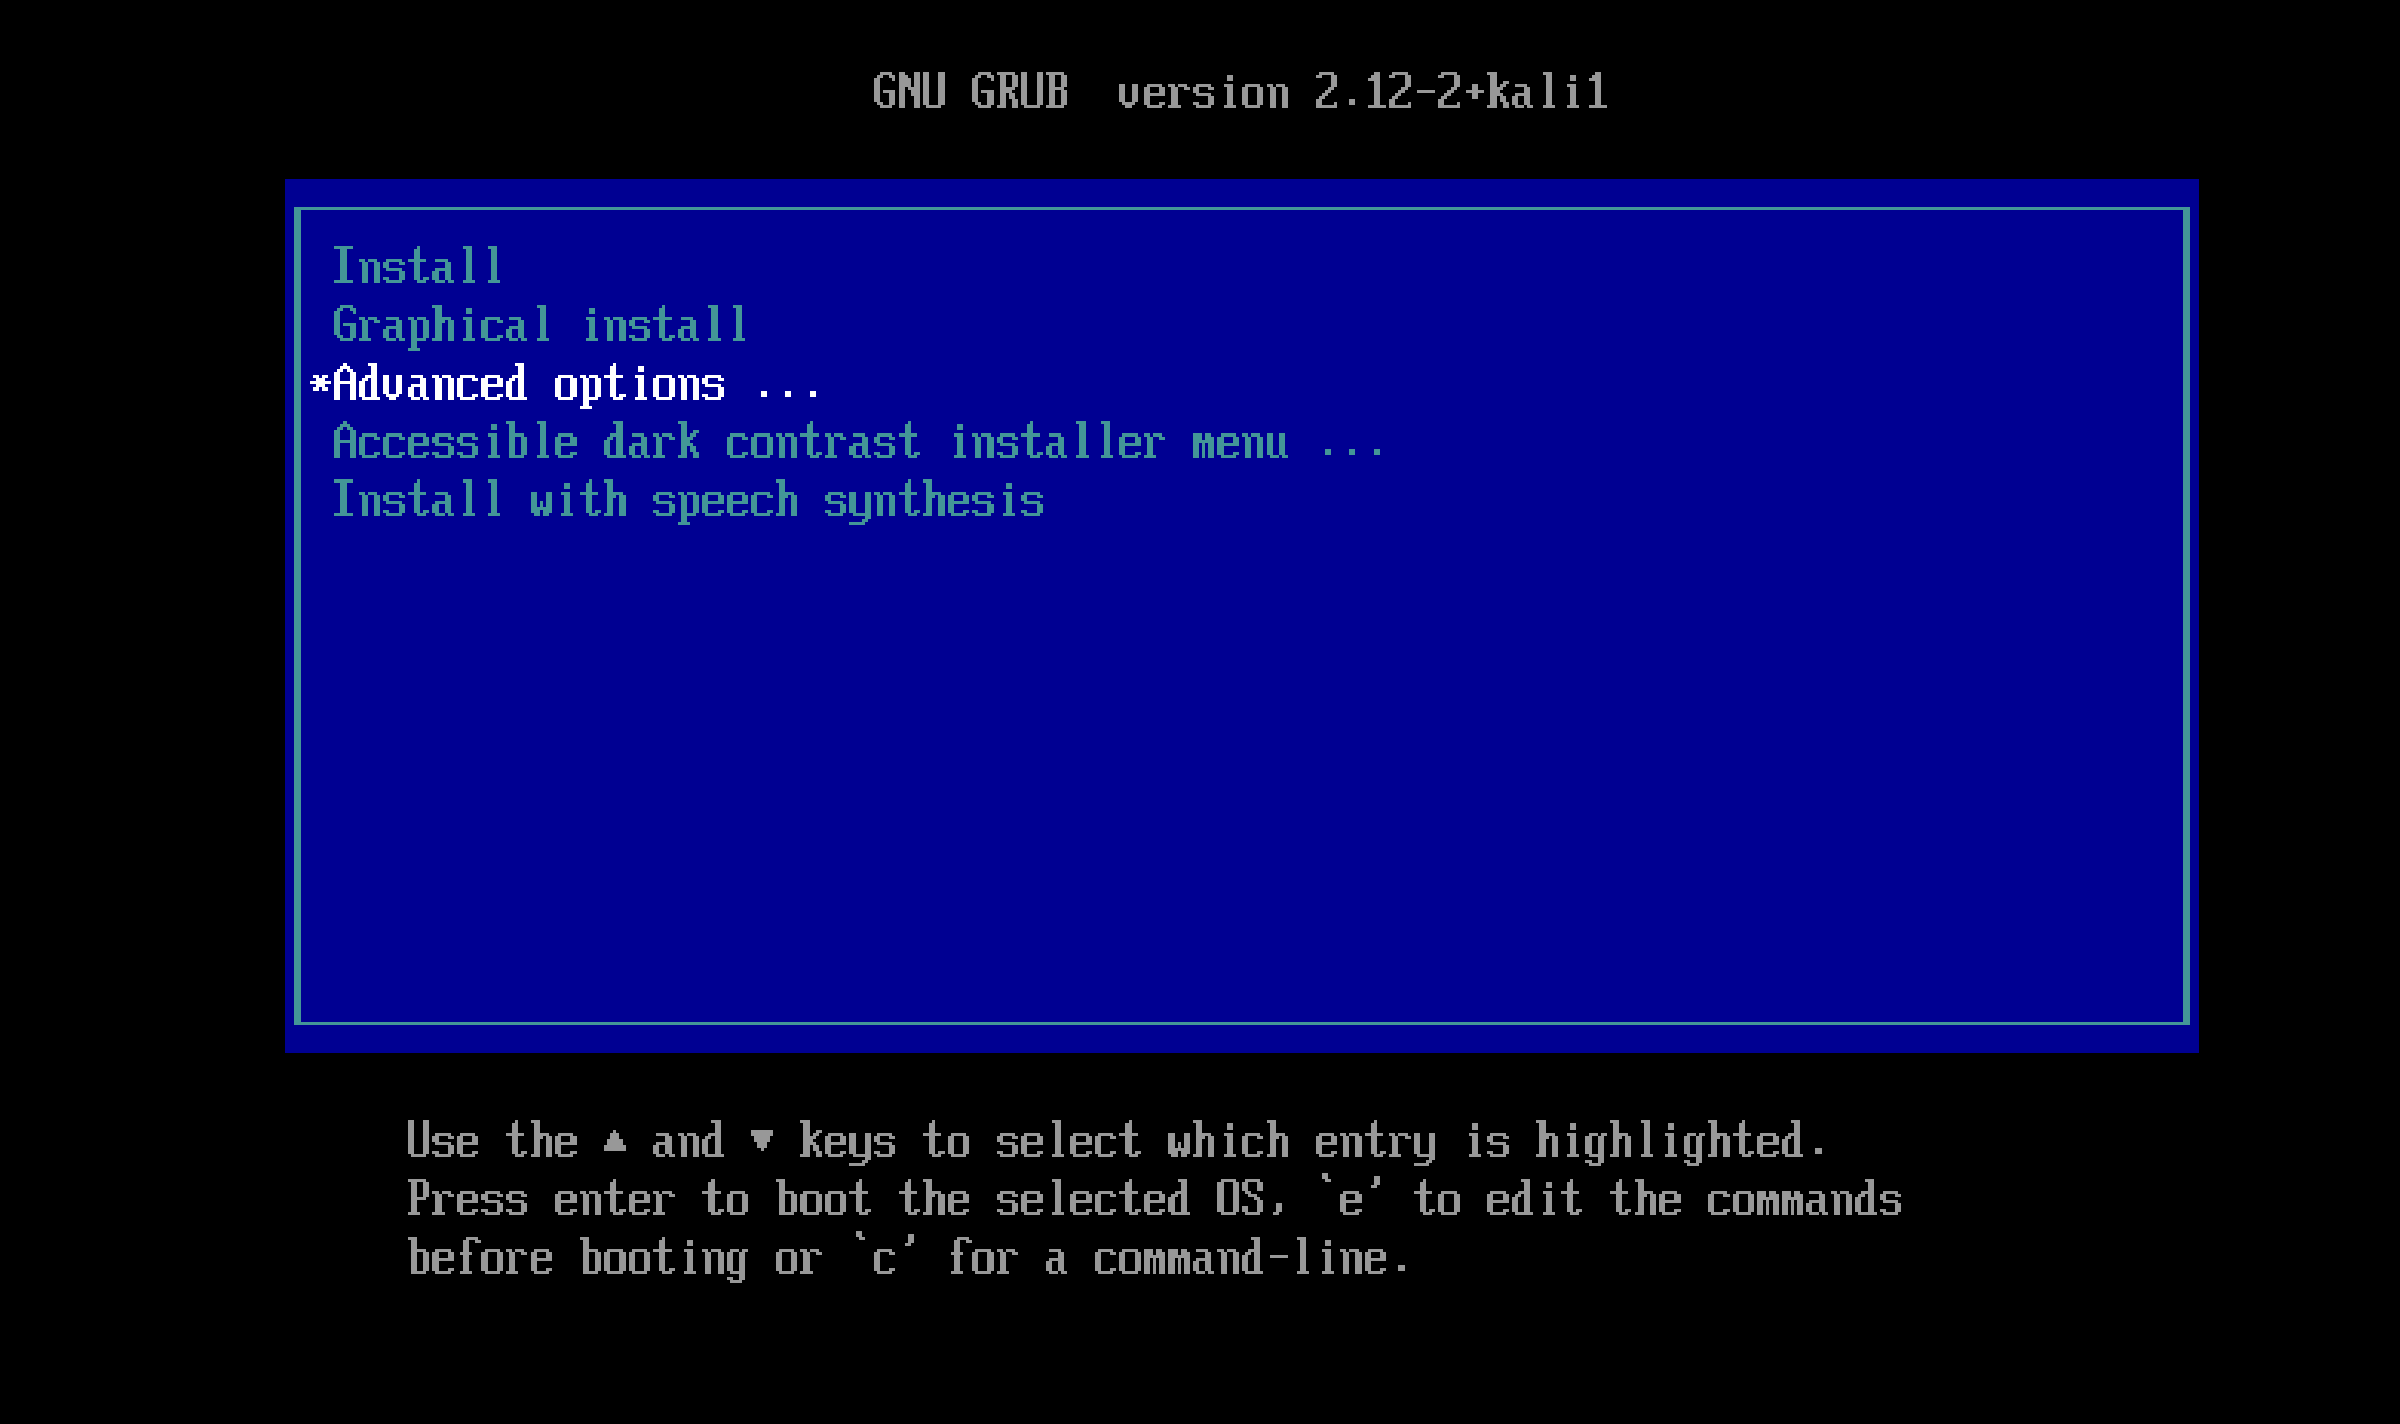 GNU GRUB  version 2.12-2+kali1
Install
Graphical install
*Advanced options ...
Accessible dark contrast installer menu ...
Install with speech synthesis
Use the ▲ and ▼ keys to select which entry is highlighted.
Press enter to boot the selected OS, `e' to edit the commands
before booting or `c' for a command-line.